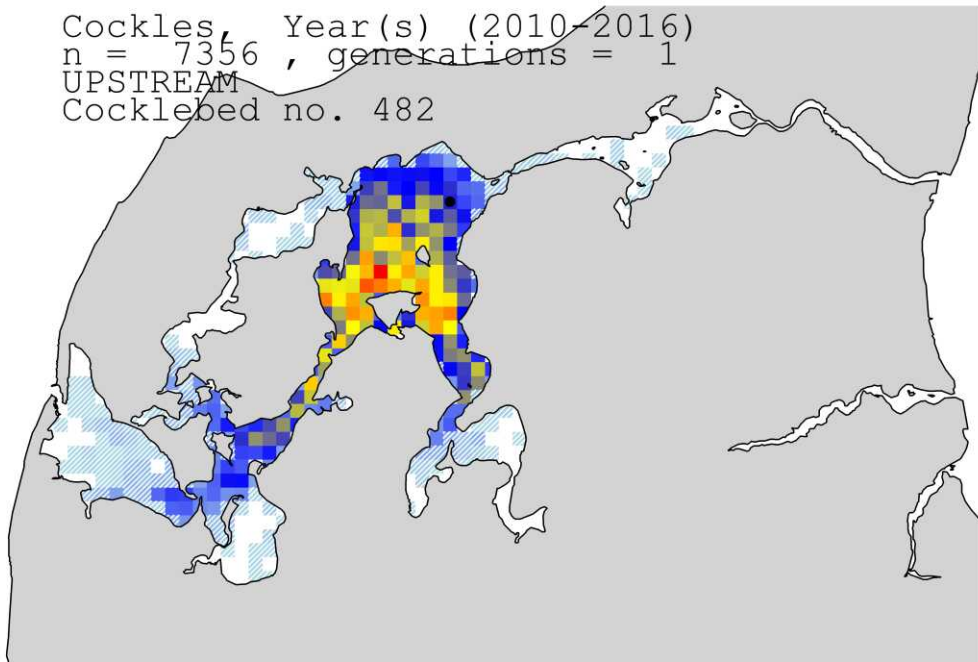 Cockles, Year(s) (2010-2016)
n = 7356 , generations = 1
UPSTREAM
Cocklebed no. 482